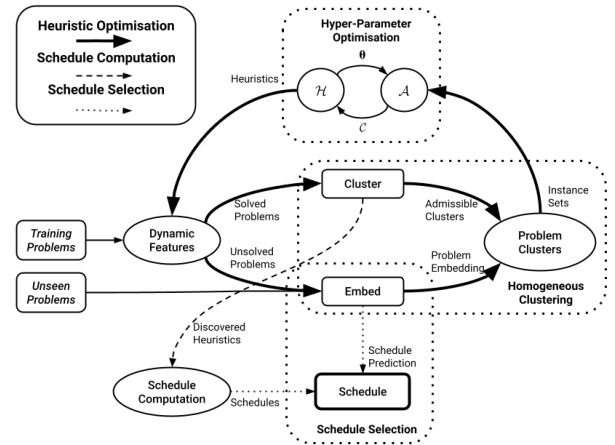 Heuristic Optimisation
Schedule Computation
Schedule Selection
Hyper-Parameter
Optimisation
θ
ℋ
𝒜
𝒞
Heuristics
Instance
Sets
Cluster
Solved
Problems
Admissible
Clusters
Training
Problems
Dynamic
Features
Problem
Clusters
Unsolved
Problems
Problem
Embedding
Unseen
Problems
Embed
Homogeneous
Clustering
Discovered
Heuristics
Schedule
Prediction
Schedule
Computation
Schedules
Schedule
Schedule Selection